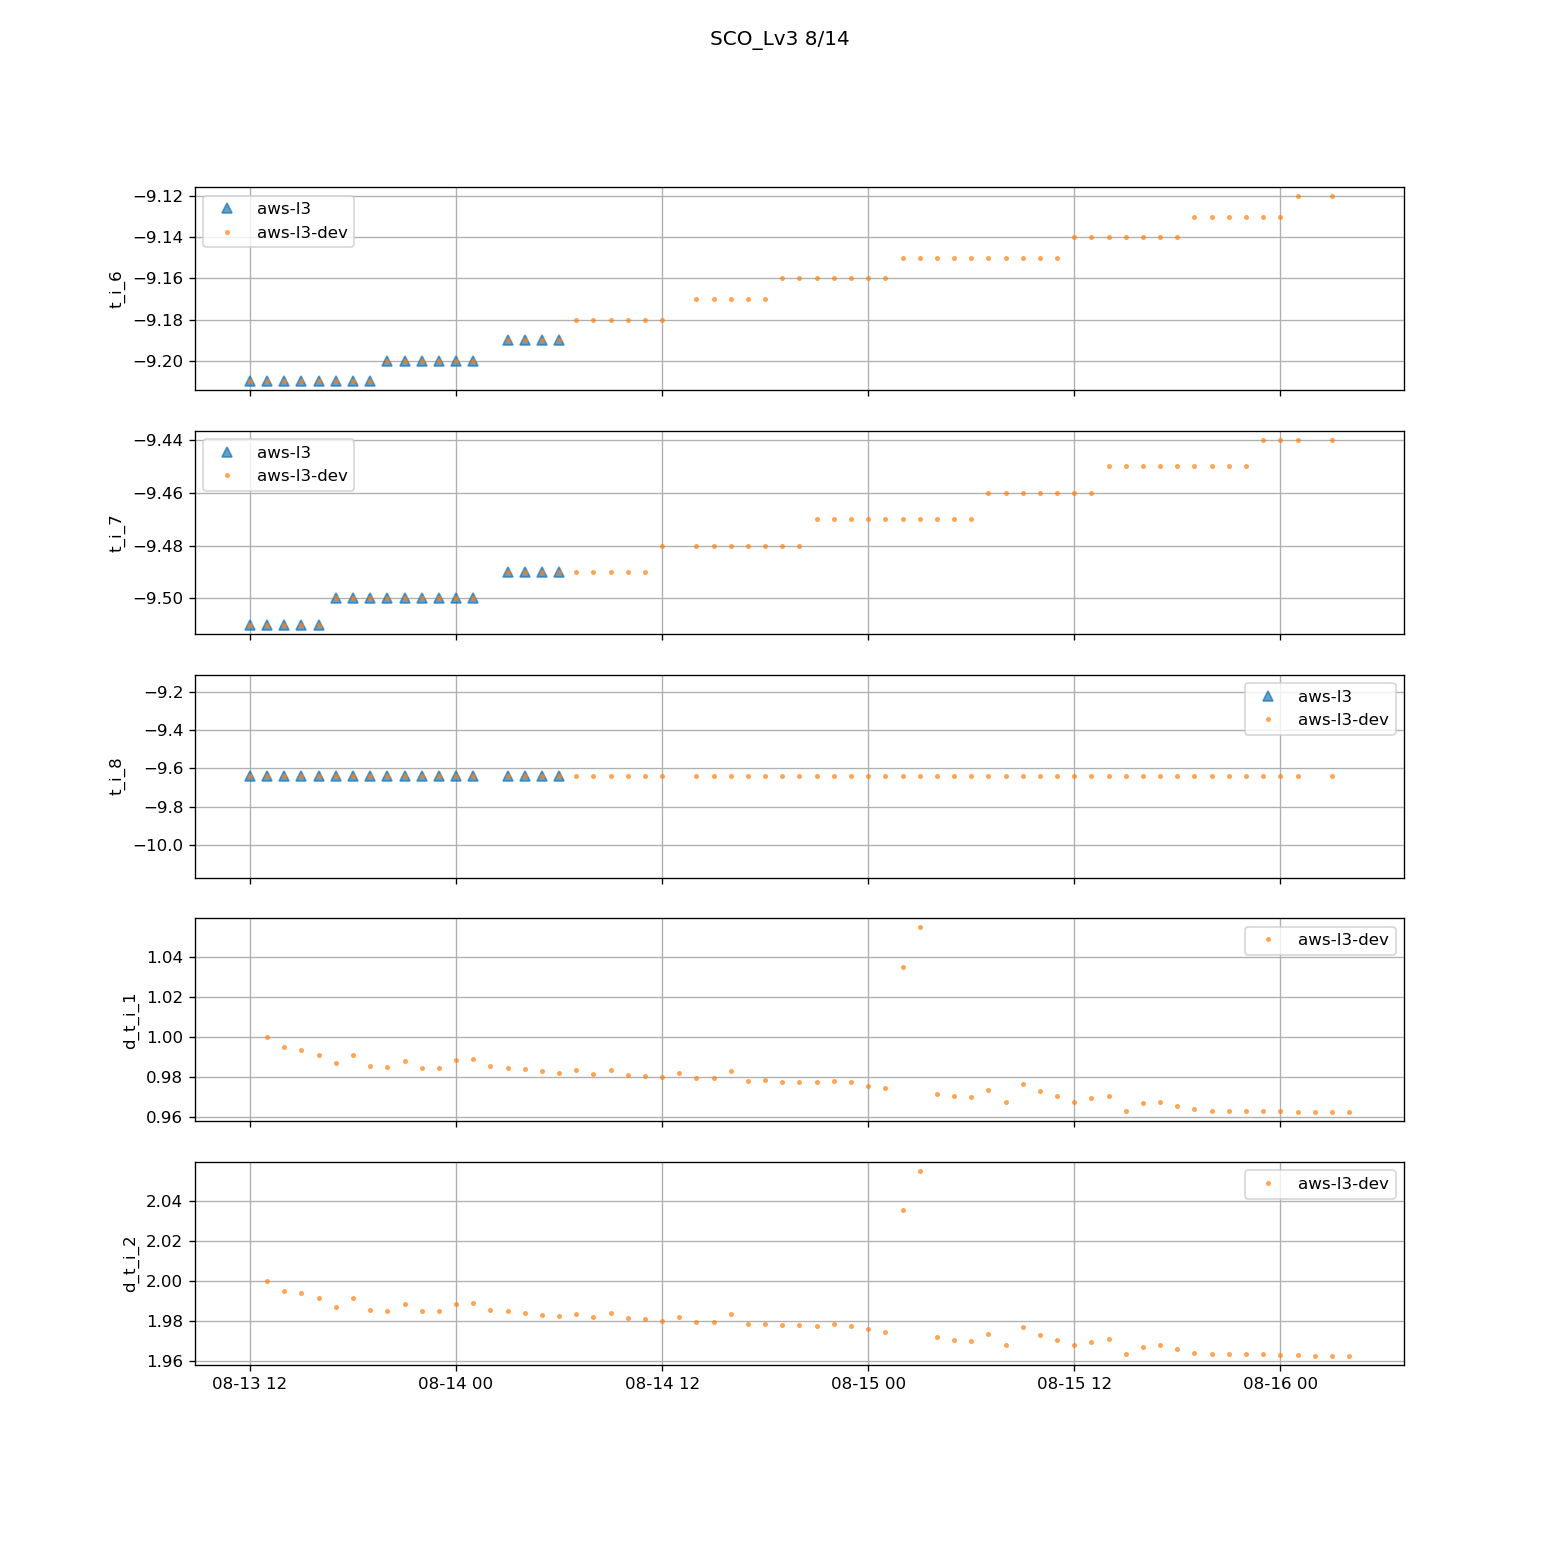 SCO_Lv3 8/14
−9.12
−9.14
−9.16
−9.18
−9.20
t_i_6
aws-l3
aws-l3-dev
−9.44
−9.46
−9.48
−9.50
t_i_7
aws-l3
aws-l3-dev
−9.2
−9.4
−9.6
−9.8
−10.0
t_i_8
aws-l3
aws-l3-dev
1.04
1.02
1.00
0.98
0.96
d_t_i_1
aws-l3-dev
2.04
2.02
2.00
1.98
1.96
d_t_i_2
aws-l3-dev
08-13 12
08-14 00
08-14 12
08-15 00
08-15 12
08-16 00